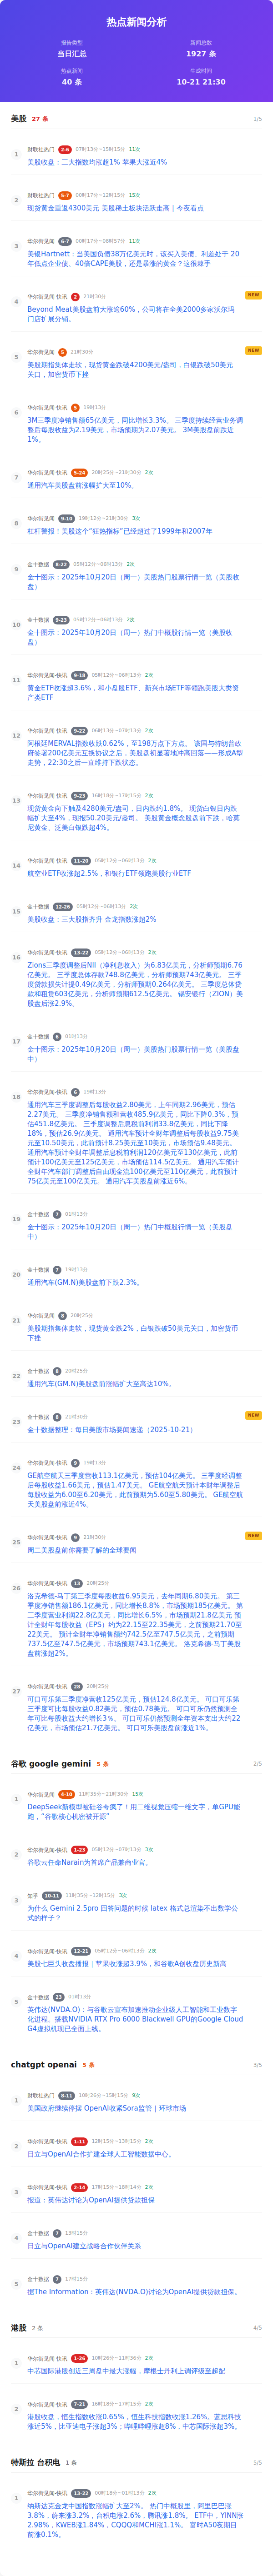 热点新闻分析
报告类型
新闻总数
当日汇总
1927 条
热点新闻
生成时间
40 条
10-21 21:30
美股 27 条
1/5
1
财联社热门 2-6 07时13分~15时15分 11次
美股收盘：三大指数均涨超1% 苹果大涨近4%
2
财联社热门 5-7 00时17分~12时15分 15次
现货黄金重返4300美元 美股稀土板块活跃走高 | 今夜看点
3
华尔街见闻 6-7 00时17分~08时57分 11次
美银Hartnett：当美国负债38万亿美元时，该买入美债、利差处于 20
年低点企业债、40倍CAPE美股，还是暴涨的黄金？这很棘手
NEW
4
华尔街见闻-快讯 2 21时30分
Beyond Meat美股盘前大涨逾60%，公司将在全美2000多家沃尔玛
门店扩展分销。
NEW
5
华尔街见闻 5 21时30分
美股期指集体走软，现货黄金跌破4200美元/盎司，白银跌破50美元
关口，加密货币下挫
6
华尔街见闻-快讯 5 19时13分
3M三季度净销售额65亿美元，同比增长3.3%。 三季度持续经营业务调
整后每股收益为2.19美元，市场预期为2.07美元。 3M美股盘前跌近
1%。
7
华尔街见闻-快讯 5-24 20时25分~21时30分 2次
通用汽车美股盘前涨幅扩大至10%。
8
华尔街见闻 9-10 19时12分~21时30分 3次
杠杆警报！美股这个“狂热指标”已经超过了1999年和2007年
9
金十数据 8-22 05时12分~06时13分 2次
金十图示：2025年10月20日（周一）美股热门股票行情一览（美股收
盘）
10
金十数据 8-23 05时12分~06时13分 2次
金十图示：2025年10月20日（周一）美股热门中概股行情一览（美股收
盘）
11
华尔街见闻-快讯 9-18 05时12分~06时13分 2次
黄金ETF收涨超3.6%，和小盘股ETF、新兴市场ETF等领跑美股大类资
产类ETF
12
华尔街见闻-快讯 9-22 06时13分~07时13分 2次
阿根廷MERVAL指数收跌0.62%，至198万点下方点。 该国与特朗普政
府签署200亿美元互换协议之后，美股盘初显著地冲高回落——形成A型
走势，22:30之后一直维持下跌状态。
13
华尔街见闻-快讯 9-23 16时18分~17时15分 2次
现货黄金向下触及4280美元/盎司，日内跌约1.8%。 现货白银日内跌
幅扩大至4%，现报50.20美元/盎司。 美股黄金概念股盘前下跌，哈莫
尼黄金、泛美白银跌超4%。
14
华尔街见闻-快讯 11-20 05时12分~06时13分 2次
航空业ETF收涨超2.5%，和银行ETF领跑美股行业ETF
15
金十数据 12-26 05时12分~06时13分 2次
美股收盘：三大股指齐升 金龙指数涨超2%
16
华尔街见闻-快讯 13-22 05时12分~06时13分 2次
Zions三季度调整后NII（净利息收入）为6.83亿美元，分析师预期6.76
亿美元。 三季度总体存款748.8亿美元，分析师预期743亿美元。 三季
度贷款损失计提0.49亿美元，分析师预期0.264亿美元。 三季度总体贷
款和租赁603亿美元，分析师预期612.5亿美元。 锡安银行（ZION）美
股盘后涨2.9%。
17
金十数据 6 01时13分
金十图示：2025年10月20日（周一）美股热门股票行情一览（美股盘
中）
18
华尔街见闻-快讯 6 19时13分
通用汽车三季度调整后每股收益2.80美元，上年同期2.96美元，预估
2.27美元。 三季度净销售额和营收485.9亿美元，同比下降0.3%，预
估451.8亿美元。 三季度调整后息税前利润33.8亿美元，同比下降
18%，预估26.9亿美元。 通用汽车预计全财年调整后每股收益9.75美
元至10.50美元，此前预计8.25美元至10美元，市场预估9.48美元。
通用汽车预计全财年调整后息税前利润120亿美元至130亿美元，此前
预计100亿美元至125亿美元，市场预估114.5亿美元。 通用汽车预计
全财年汽车部门调整后自由现金流100亿美元至110亿美元，此前预计
75亿美元至100亿美元。 通用汽车美股盘前涨近6%。
19
金十数据 7 01时13分
金十图示：2025年10月20日（周一）美股热门中概股行情一览（美股盘
中）
20
金十数据 7 19时13分
通用汽车(GM.N)美股盘前下跌2.3%。
21
华尔街见闻 8 20时25分
美股期指集体走软，现货黄金跌2%，白银跌破50美元关口，加密货币
下挫
22
金十数据 8 20时25分
通用汽车(GM.N)美股盘前涨幅扩大至高达10%。
NEW
23
金十数据 8 21时30分
金十数据整理：每日美股市场要闻速递（2025-10-21）
24
华尔街见闻-快讯 9 19时13分
GE航空航天三季度营收113.1亿美元，预估104亿美元。 三季度经调整
后每股收益1.66美元，预估1.47美元。 GE航空航天预计本财年调整后
每股收益为6.00至6.20美元，此前预期为5.60至5.80美元。 GE航空航
天美股盘前涨近4%。
NEW
25
华尔街见闻-快讯 9 21时30分
周二美股盘前你需要了解的全球要闻
26
华尔街见闻-快讯 13 20时25分
洛克希德-马丁第三季度每股收益6.95美元，去年同期6.80美元。 第三
季度净销售额186.1亿美元，同比增长8.8%，市场预期185亿美元。 第
三季度营业利润22.8亿美元，同比增长6.5%，市场预期21.8亿美元 预
计全财年每股收益（EPS）约为22.15至22.35美元，之前预期21.70至
22美元。 预计全财年净销售额约742.5亿至747.5亿美元，之前预期
737.5亿至747.5亿美元，市场预期743.1亿美元。 洛克希德-马丁美股
盘前涨超2%。
27
华尔街见闻-快讯 28 20时25分
可口可乐第三季度净营收125亿美元，预估124.8亿美元。 可口可乐第
三季度可比每股收益0.82美元，预估0.78美元。 可口可乐仍然预测全
年可比每股收益大约增长3％。 可口可乐仍然预测全年资本支出大约22
亿美元，市场预估21.7亿美元。 可口可乐美股盘前涨近1%。
谷歌 google gemini 5 条
2/5
1
华尔街见闻 4-10 11时35分~21时30分 15次
DeepSeek新模型被硅谷夸疯了！用二维视觉压缩一维文字，单GPU能
跑，“谷歌核心机密被开源”
2
华尔街见闻-快讯 1-23 05时12分~07时13分 3次
谷歌云任命Narain为首席产品兼商业官。
3
知乎 10-11 11时35分~12时15分 3次
为什么 Gemini 2.5pro 回答问题的时候 latex 格式总渲染不出数学公
式的样子？
4
华尔街见闻-快讯 12-21 05时12分~06时13分 2次
美股七巨头收盘播报｜苹果收涨超3.9%，和谷歌A创收盘历史新高
5
金十数据 23 01时13分
英伟达(NVDA.O)：与谷歌云宣布加速推动企业级人工智能和工业数字
化进程。搭载NVIDIA RTX Pro 6000 Blackwell GPU的Google Cloud
G4虚拟机现已全面上线。
chatgpt openai 5 条
3/5
1
财联社热门 8-11 10时26分~15时15分 9次
美国政府继续停摆 OpenAI收紧Sora监管｜环球市场
2
华尔街见闻-快讯 1-11 12时15分~13时15分 2次
日立与OpenAI合作扩建全球人工智能数据中心。
3
华尔街见闻-快讯 2-14 17时15分~18时14分 2次
报道：英伟达讨论为OpenAI提供贷款担保
4
金十数据 7 13时15分
日立与OpenAI建立战略合作伙伴关系
5
金十数据 7 17时15分
据The Information：英伟达(NVDA.O)讨论为OpenAI提供贷款担保。
港股 2 条
4/5
1
华尔街见闻-快讯 1-26 10时26分~11时36分 2次
中芯国际港股创近三周盘中最大涨幅，摩根士丹利上调评级至超配
2
华尔街见闻-快讯 7-21 16时18分~17时15分 2次
港股收盘，恒生指数收涨0.65%，恒生科技指数收涨1.26%。蓝思科技
涨近5%，比亚迪电子涨超3%；哔哩哔哩涨超8%，中芯国际涨超3%。
特斯拉 台积电 1 条
5/5
1
华尔街见闻-快讯 13-22 00时18分~01时13分 2次
纳斯达克金龙中国指数涨幅扩大至2%。 热门中概股里，阿里巴巴涨
3.8%，蔚来涨3.2%，台积电涨2.6%，腾讯涨1.8%。 ETF中，YINN涨
2.98%，KWEB涨1.84%，CQQQ和MCHI涨1.1%。 富时A50夜期目
前涨0.1%。